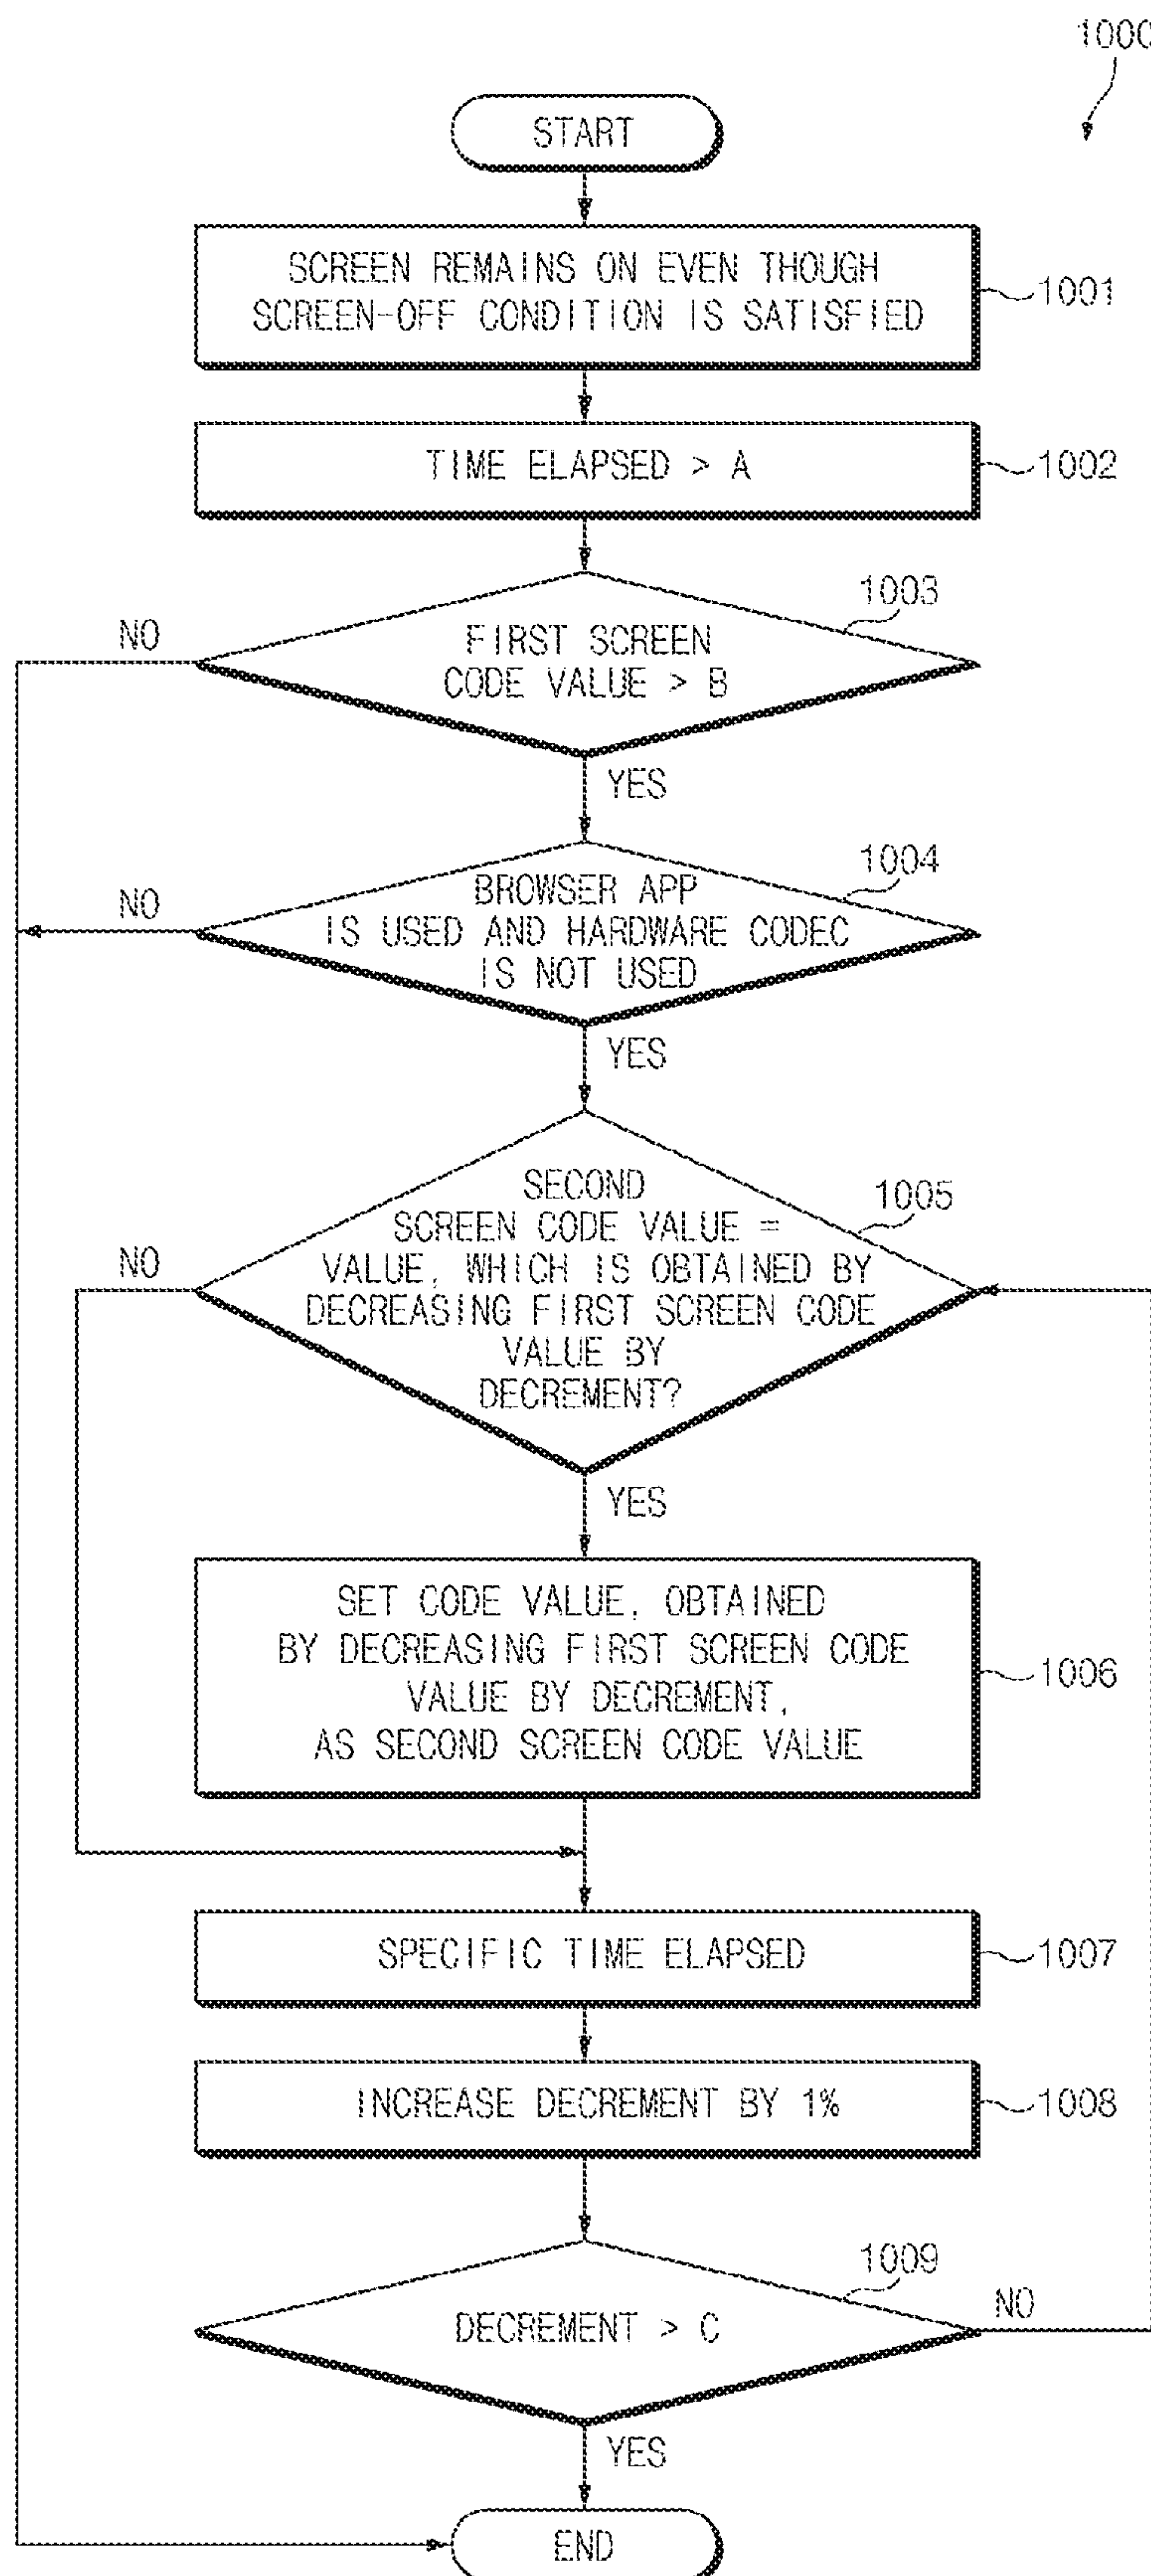 1000
START
SCREEN REMAINS ON EVEN THOUGH
SCREEN-OFF CONDITION IS SATISFIED
1001
TIME ELAPSED > A
1002
1003
FIRST SCREEN
CODE VALUE > B
NO
YES
1004
BROWSER APP
IS USED AND HARDWARE CODEC
IS NOT USED
NO
YES
1005
SECOND
SCREEN CODE VALUE =
VALUE, WHICH IS OBTAINED BY
DECREASING FIRST SCREEN CODE
VALUE BY
DECREMENT?
NO
YES
SET CODE VALUE, OBTAINED
BY DECREASING FIRST SCREEN CODE
VALUE BY DECREMENT,
AS SECOND SCREEN CODE VALUE
1006
SPECIFIC TIME ELAPSED
1007
INCREASE DECREMENT BY 1%
1008
1009
DECREMENT > C
NO
YES
END